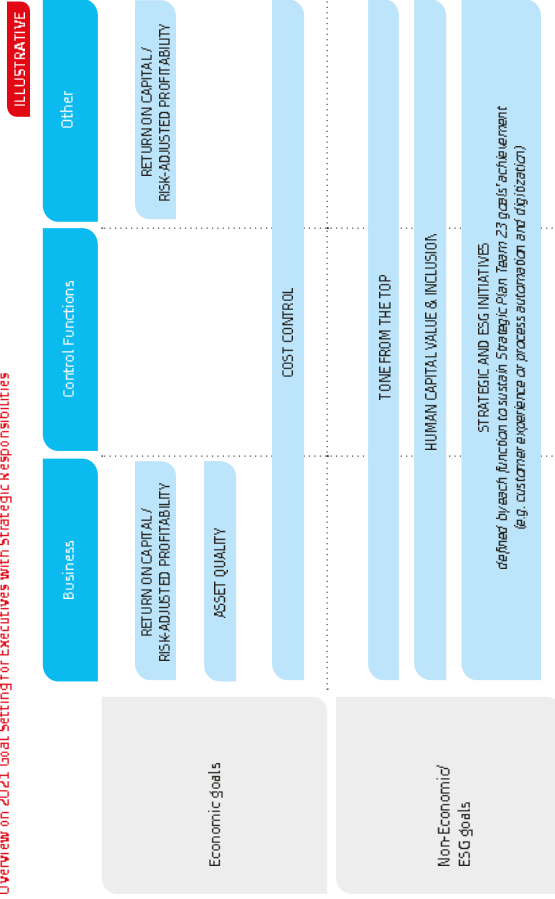 Overview on 2021 Goal Setting for Executives with Strategic Responsibilities
ILLUSTRATIVE
Business
Control Functions
Other
Economic goals
RETURN ON CAPITAL /
RISK-ADJUSTED PROFITABILITY
RETURN ON CAPITAL /
RISK-ADJUSTED PROFITABILITY
ASSET QUALITY
COST CONTROL
Non-Economic/
ESG goals
TONE FROM THE TOP
HUMAN CAPITAL VALUE & INCLUSION
STRATEGIC AND ESG INITIATIVES
defined by each function to sustain Strategic Plan Team 23 goals' achievement
(e.g. customer experience or process automation and digitization)